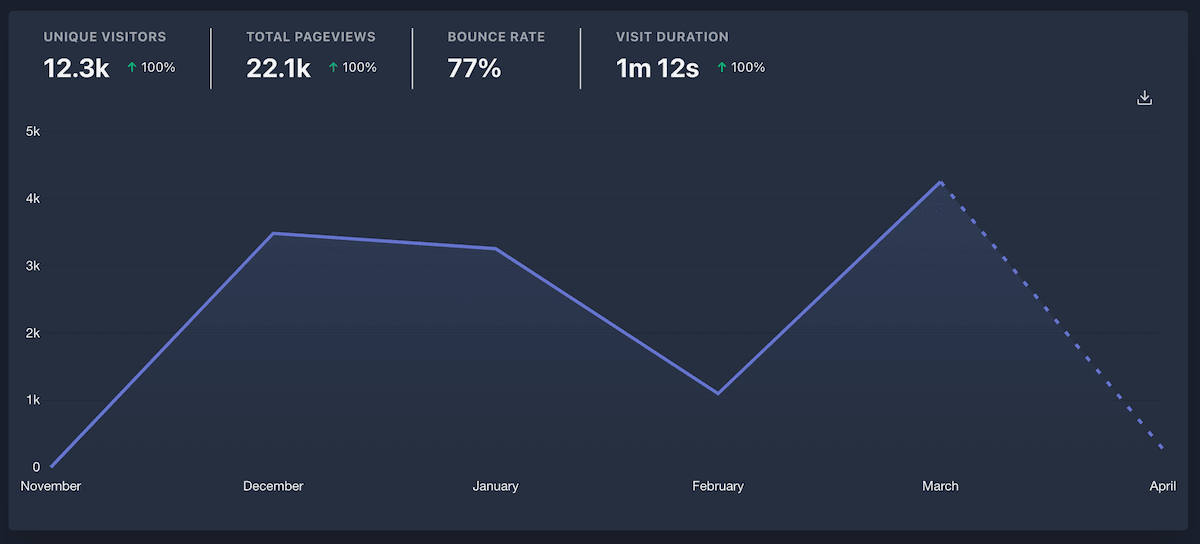 UNIQUE VISITORS
12.3k ↑ 100%
TOTAL PAGEVIEWS
22.1k ↑ 100%
BOUNCE RATE
77%
VISIT DURATION
1m 12s ↑ 100%
5k
4k
3k
2k
1k
0
November December January February March April